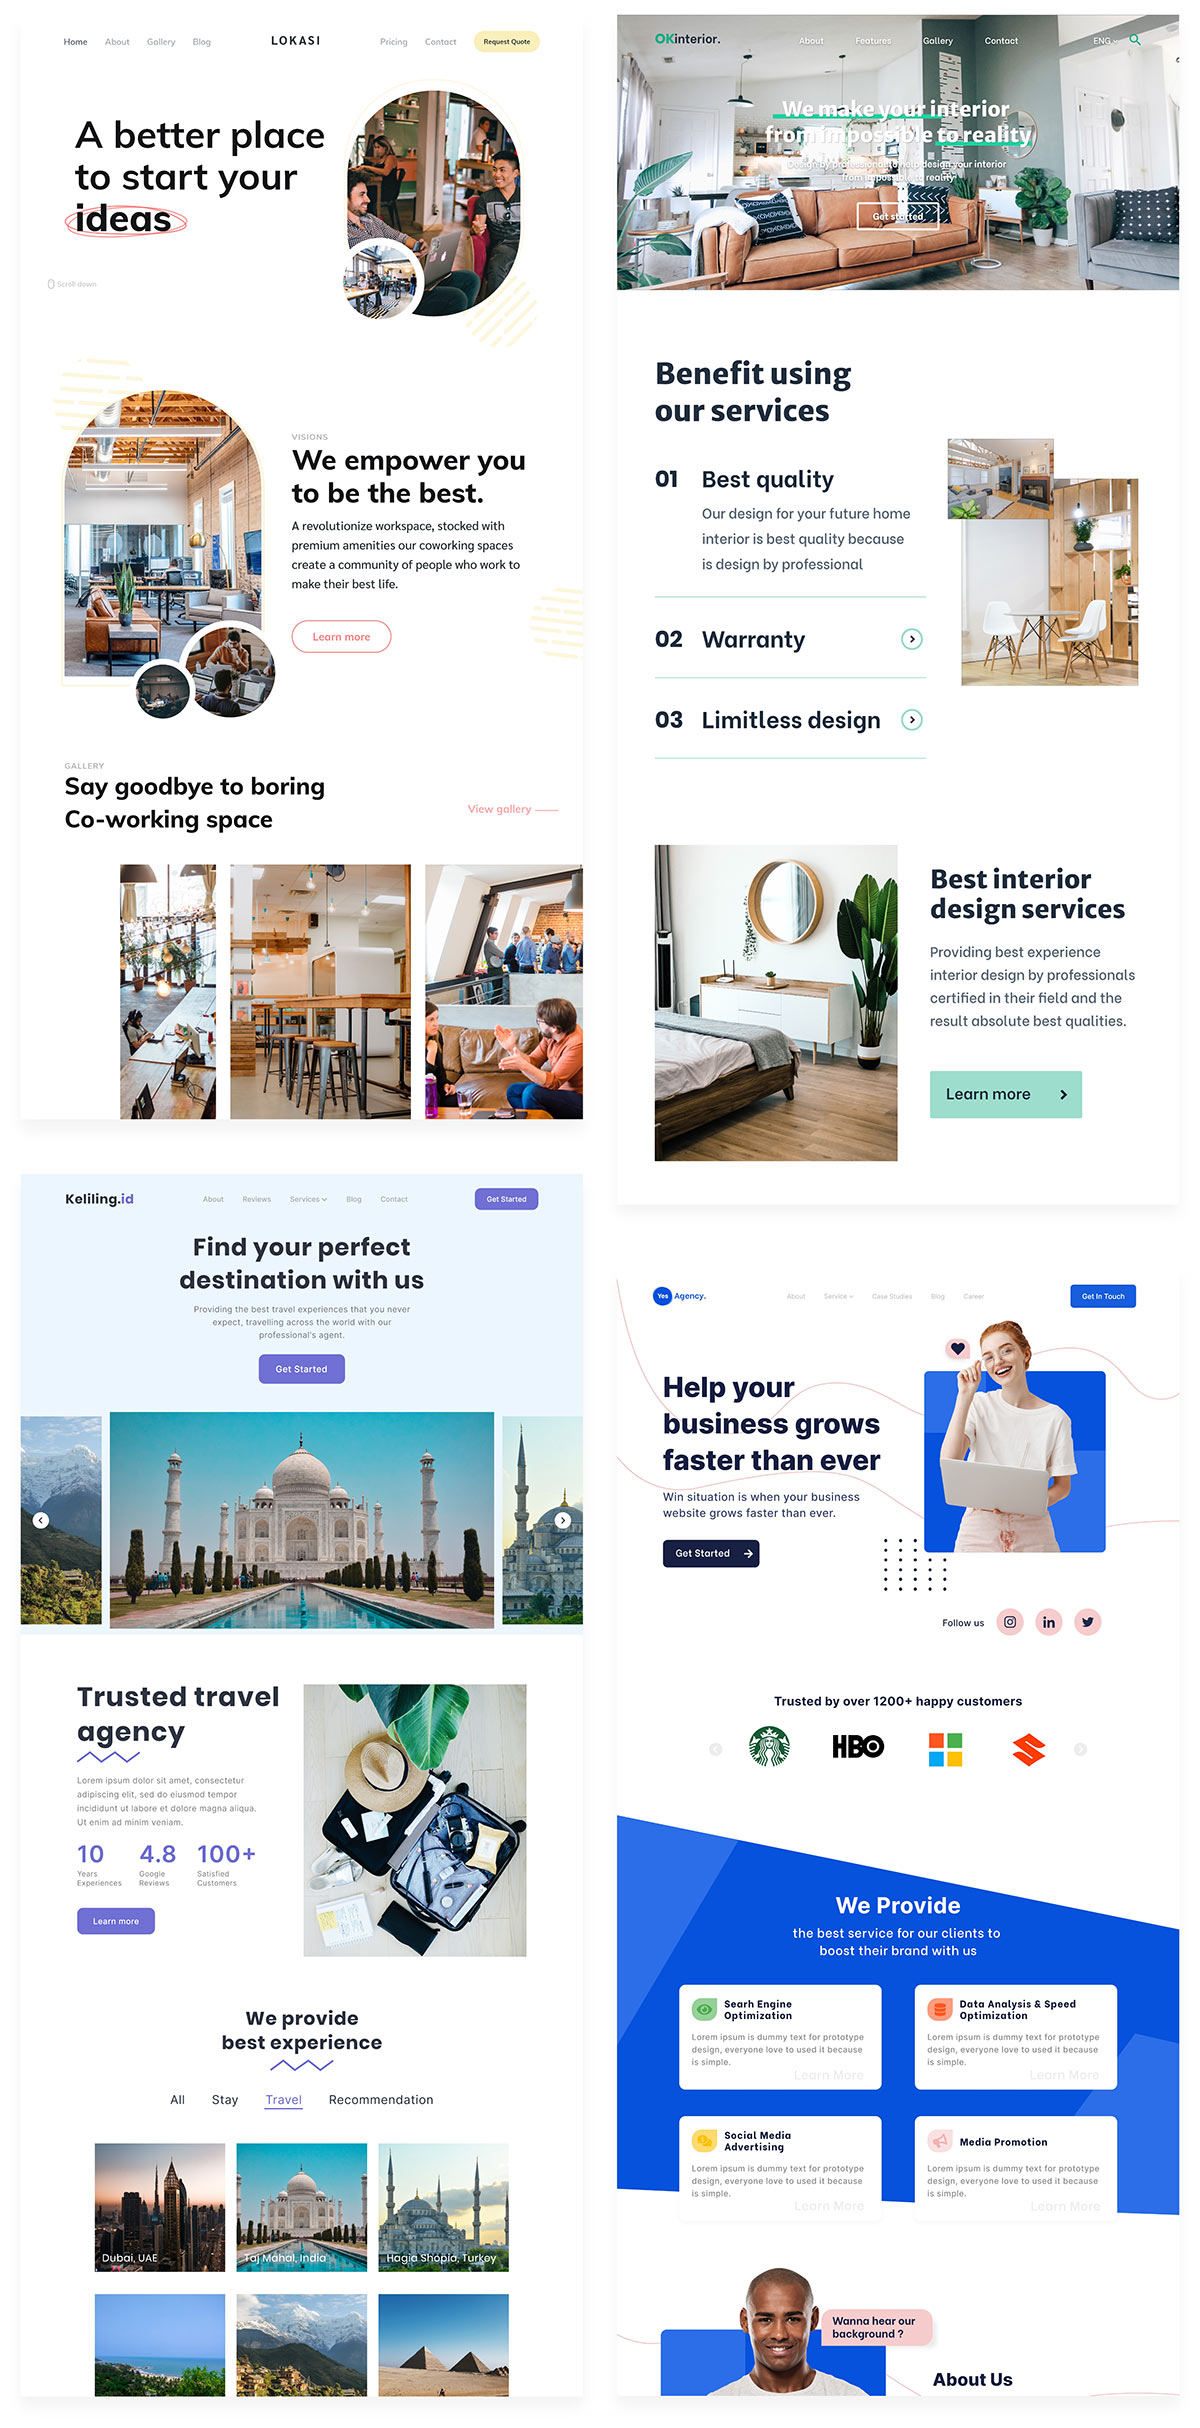 Home About Gallery Blog LOKASI Pricing Contact Request Quote
A better place
to start your
ideas
Scroll down
VISIONS
We empower you
to be the best.
A revolutionize workspace, stocked with
premium amenities our coworking spaces
create a community of people who work to
make their best life.
Learn more
GALLERY
Say goodbye to boring
Co-working space
View gallery
OKinterior. About Features Gallery Contact ENG
We make your interior
from impossible to reality
Design by professional to help design your interior
from impossible to reality
Get started
Benefit using
our services
01 Best quality
Our design for your future home
interior is best quality because
is design by professional
02 Warranty
03 Limitless design
Best interior
design services
Providing best experience
interior design by professionals
certified in their field and the
result absolute best qualities.
Learn more
Keliling.id About Reviews Services Blog Contact Get Started
Find your perfect
destination with us
Providing the best travel experiences that you never
expect, travelling across the world with our
professional's agent.
Get Started
Trusted travel
agency
Lorem ipsum dolor sit amet, consectetur
adipiscing elit, sed do eiusmod tempor
incididunt ut labore et dolore magna aliqua.
Ut enim ad minim veniam.
10 4.8 100+
Years Google Satisfied
Experiences Reviews Customers
Learn more
We provide
best experience
All Stay Travel Recommendation
Dubai, UAE Taj Mahal, India Hagia Shopia, Turkey
Yes Agency. About Service Case Studies Blog Career Get In Touch
Help your
business grows
faster than ever
Win situation is when your business
website grows faster than ever.
Get Started
Follow us in
Trusted by over 1200+ happy customers
HBO
We Provide
the best service for our clients to
boost their brand with us
Searh Engine
Optimization
Lorem ipsum is dummy text for prototype
design, everyone love to used it because
is simple.
Learn More
Data Analysis & Speed
Optimization
Lorem ipsum is dummy text for prototype
design, everyone love to used it because
is simple.
Learn More
Social Media
Advertising
Lorem ipsum is dummy text for prototype
design, everyone love to used it because
is simple.
Learn More
Media Promotion
Lorem ipsum is dummy text for prototype
design, everyone love to used it because
is simple.
Learn More
Wanna hear our
background ?
About Us